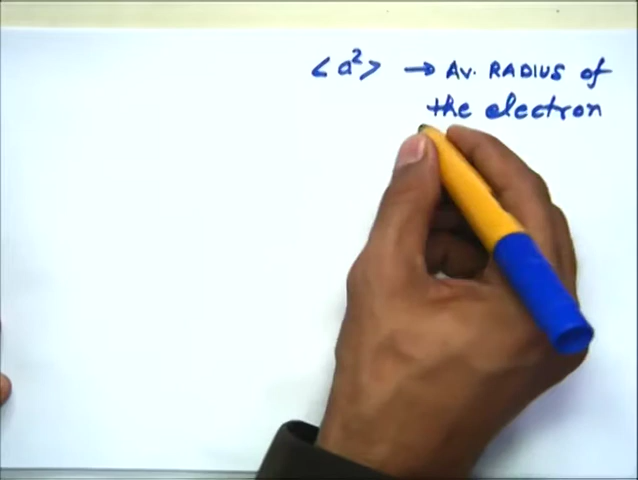 <a²> → AV. RADIUS of
the electron